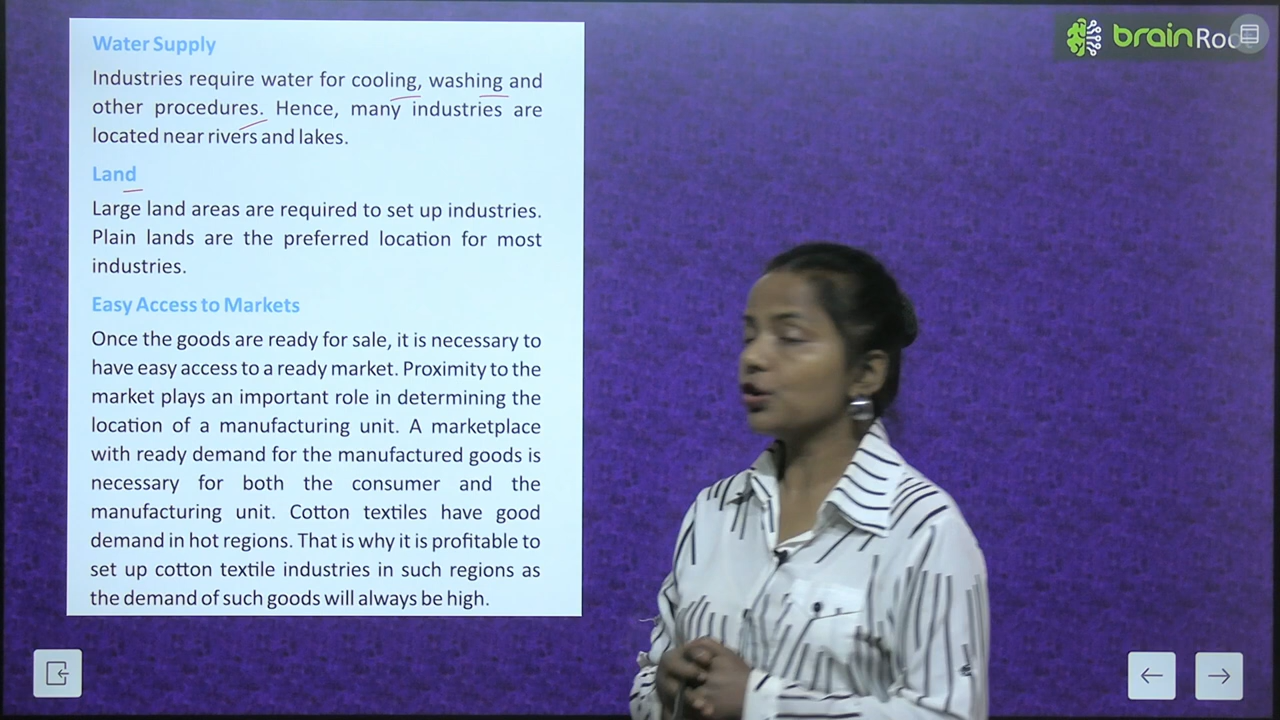 Water Supply
Industries require water for cooling, washing and
other procedures. Hence, many industries are
located near rivers and lakes.
Land
Large land areas are required to set up industries.
Plain lands are the preferred location for most
industries.
Easy Access to Markets
Once the goods are ready for sale, it is necessary to
have easy access to a ready market. Proximity to the
market plays an important role in determining the
location of a manufacturing unit. A marketplace
with ready demand for the manufactured goods is
necessary for both the consumer and the
manufacturing unit. Cotton textiles have good
demand in hot regions. That is why it is profitable to
set up cotton textile industries in such regions as
the demand of such goods will always be high.
brain